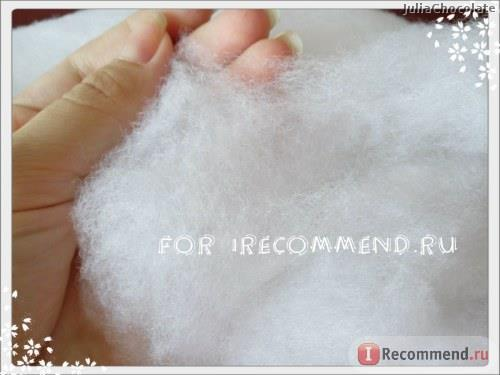 JuliaChocolate
FOR IRECOMMEND.RU
I Recommend.ru